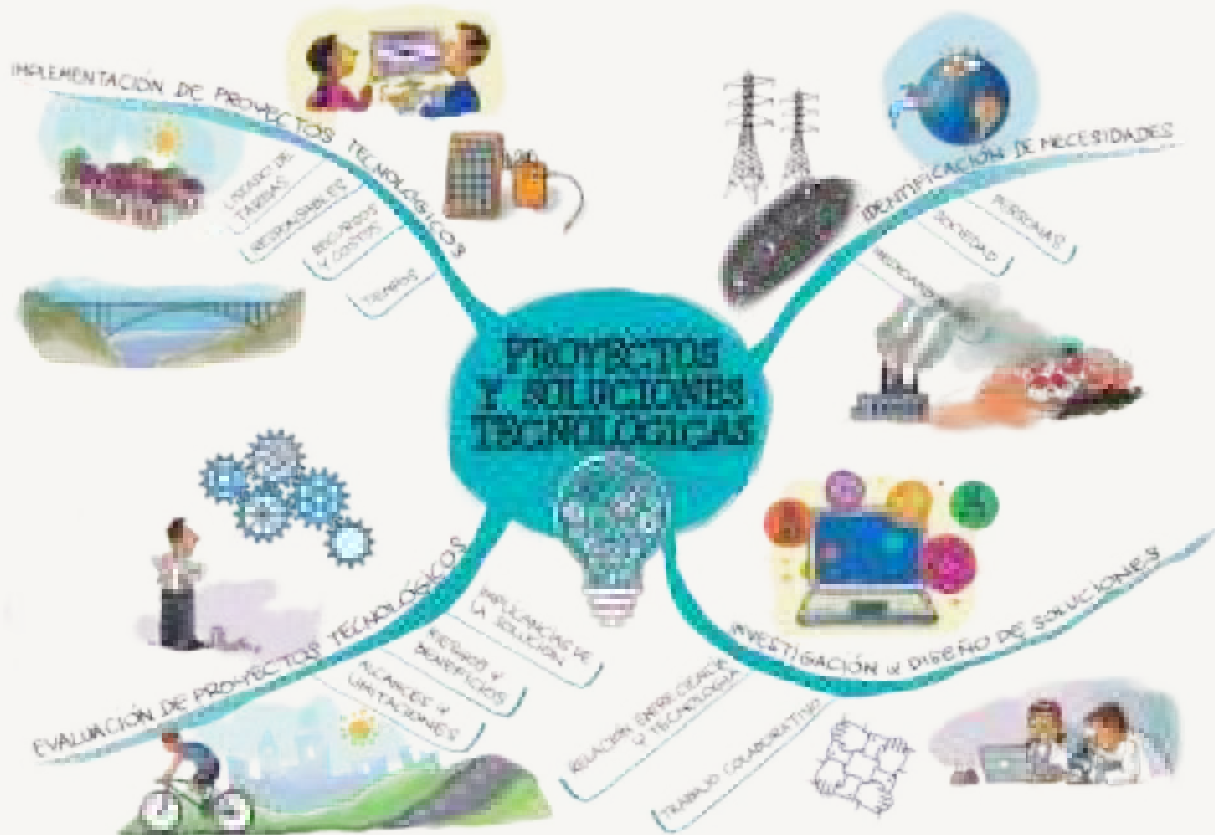 PROYECTOS
Y SOLUCIONES
TECNOLÓGICAS
IDENTIFICACIÓN DE NECESIDADES
PERSONAS
SOCIEDAD
INVESTIGACIÓN y DISEÑO DE SOLUCIONES
RELACIÓN ENTRE CIENCIA
Y TECNOLOGÍA
TRABAJO COLABORATIVO
EVALUACIÓN DE PROYECTOS TECNOLÓGICOS
IMPLICANCIAS DE
LA SOLUCIÓN
RIESGOS Y
BENEFICIOS
ALCANCES Y
LIMITACIONES
IMPLEMENTACIÓN DE PROYECTOS TECNOLÓGICOS
LISTADO DE
TAREAS
RESPONSABLES
RECURSOS
Y COSTOS
TIEMPOS